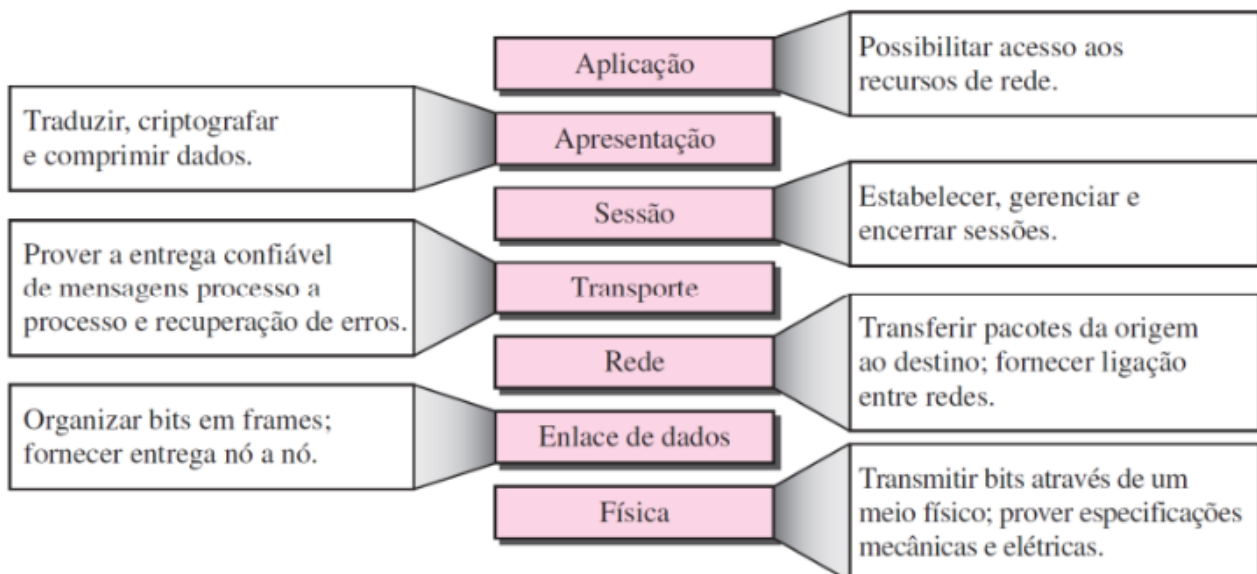 Aplicação
Possibilitar acesso aos
recursos de rede.
Traduzir, criptografar
e comprimir dados.
Apresentação
Sessão
Estabelecer, gerenciar e
encerrar sessões.
Prover a entrega confiável
de mensagens processo a
processo e recuperação de erros.
Transporte
Rede
Transferir pacotes da origem
ao destino; fornecer ligação
entre redes.
Organizar bits em frames;
fornecer entrega nó a nó.
Enlace de dados
Física
Transmitir bits através de um
meio físico; prover especificações
mecânicas e elétricas.